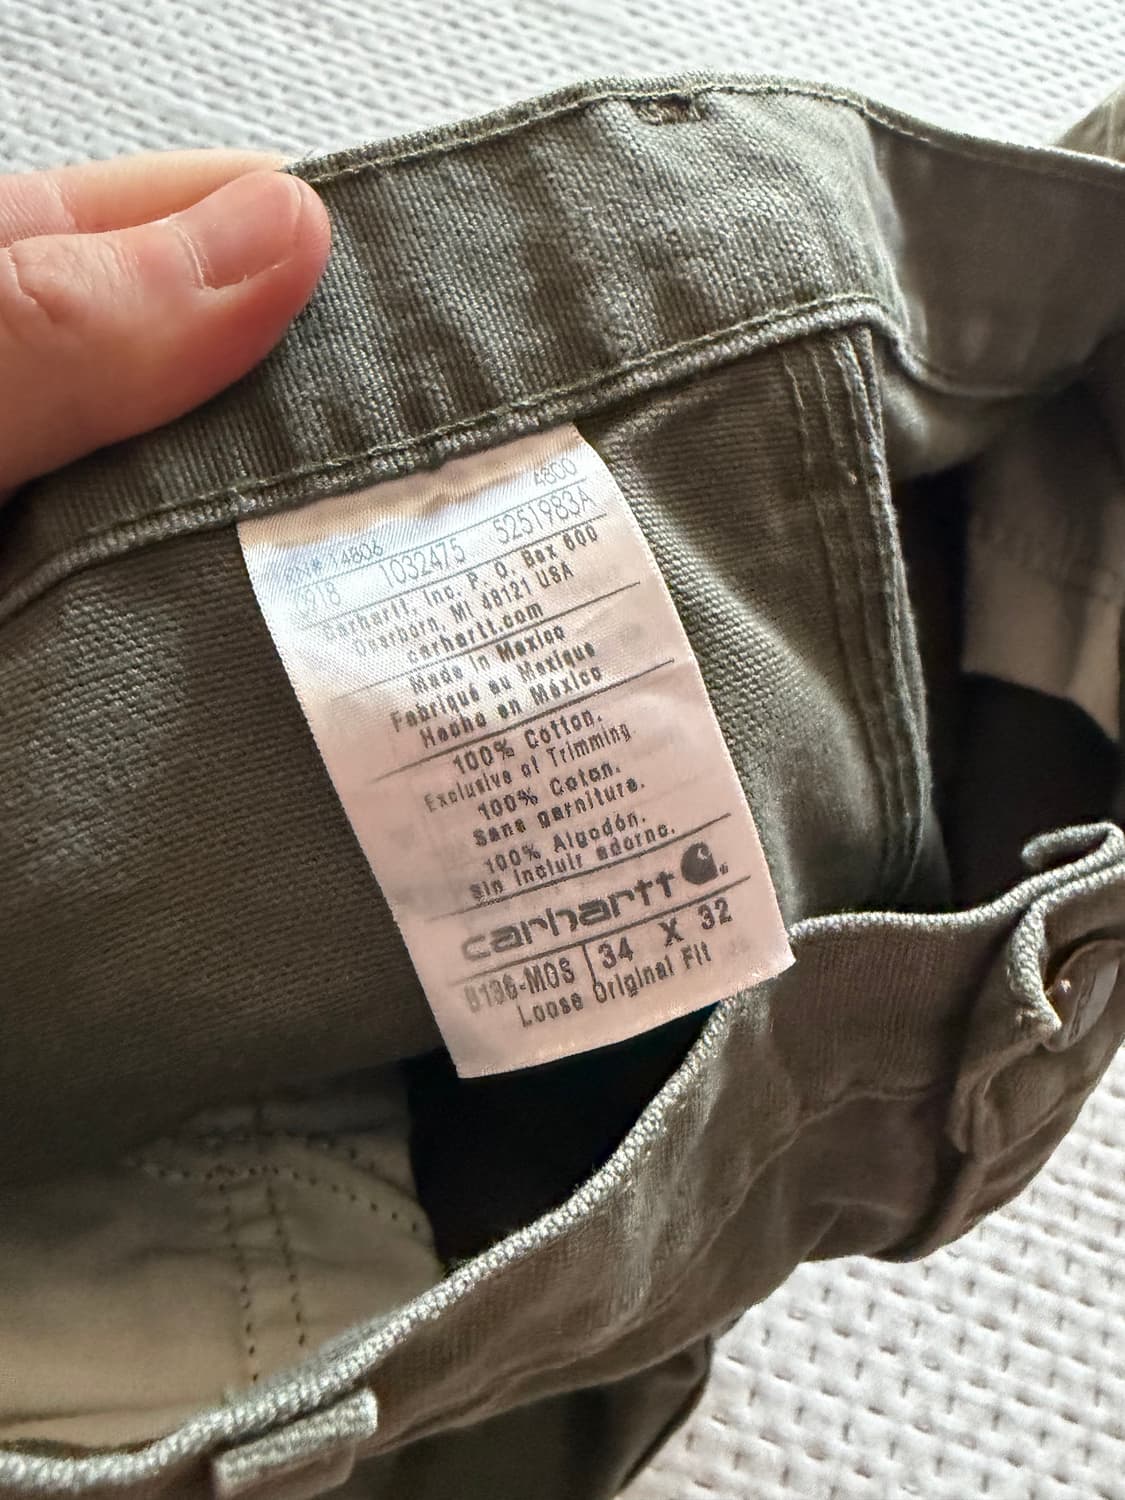 4800
RN# 14806
1032475 5251983A
Carhartt, Inc. P. O. Box 600
Dearborn, MI 48121 USA
carhartt.com
Made in Mexico
Fabriqué au Mexique
Hecho en México
100% Cotton.
Exclusive of Trimming
100% Coton.
Sans garniture.
100% Algodón.
sin incluir adorno.
carhartt
B136-MOS 34 X 32
Loose Original Fit